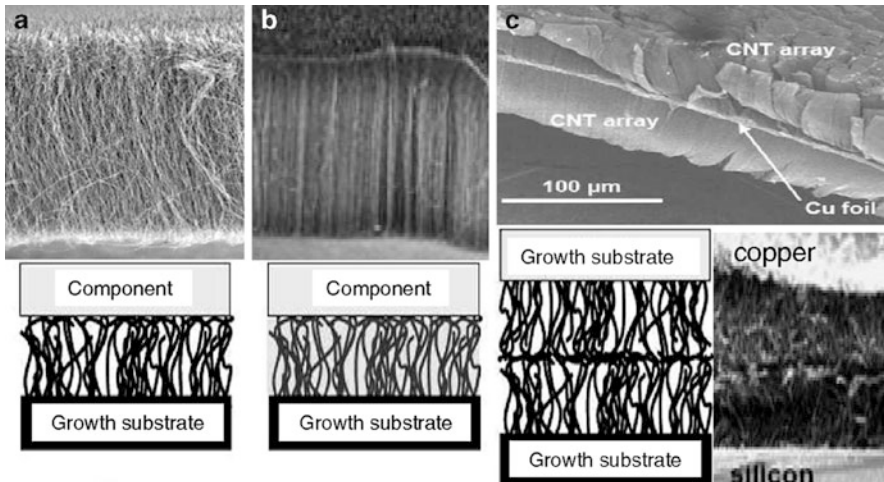 a
b
c
CNT array
CNT array
100 µm
Cu foil
Component
Growth substrate
Component
Growth substrate
Growth substrate
Growth substrate
copper
silicon